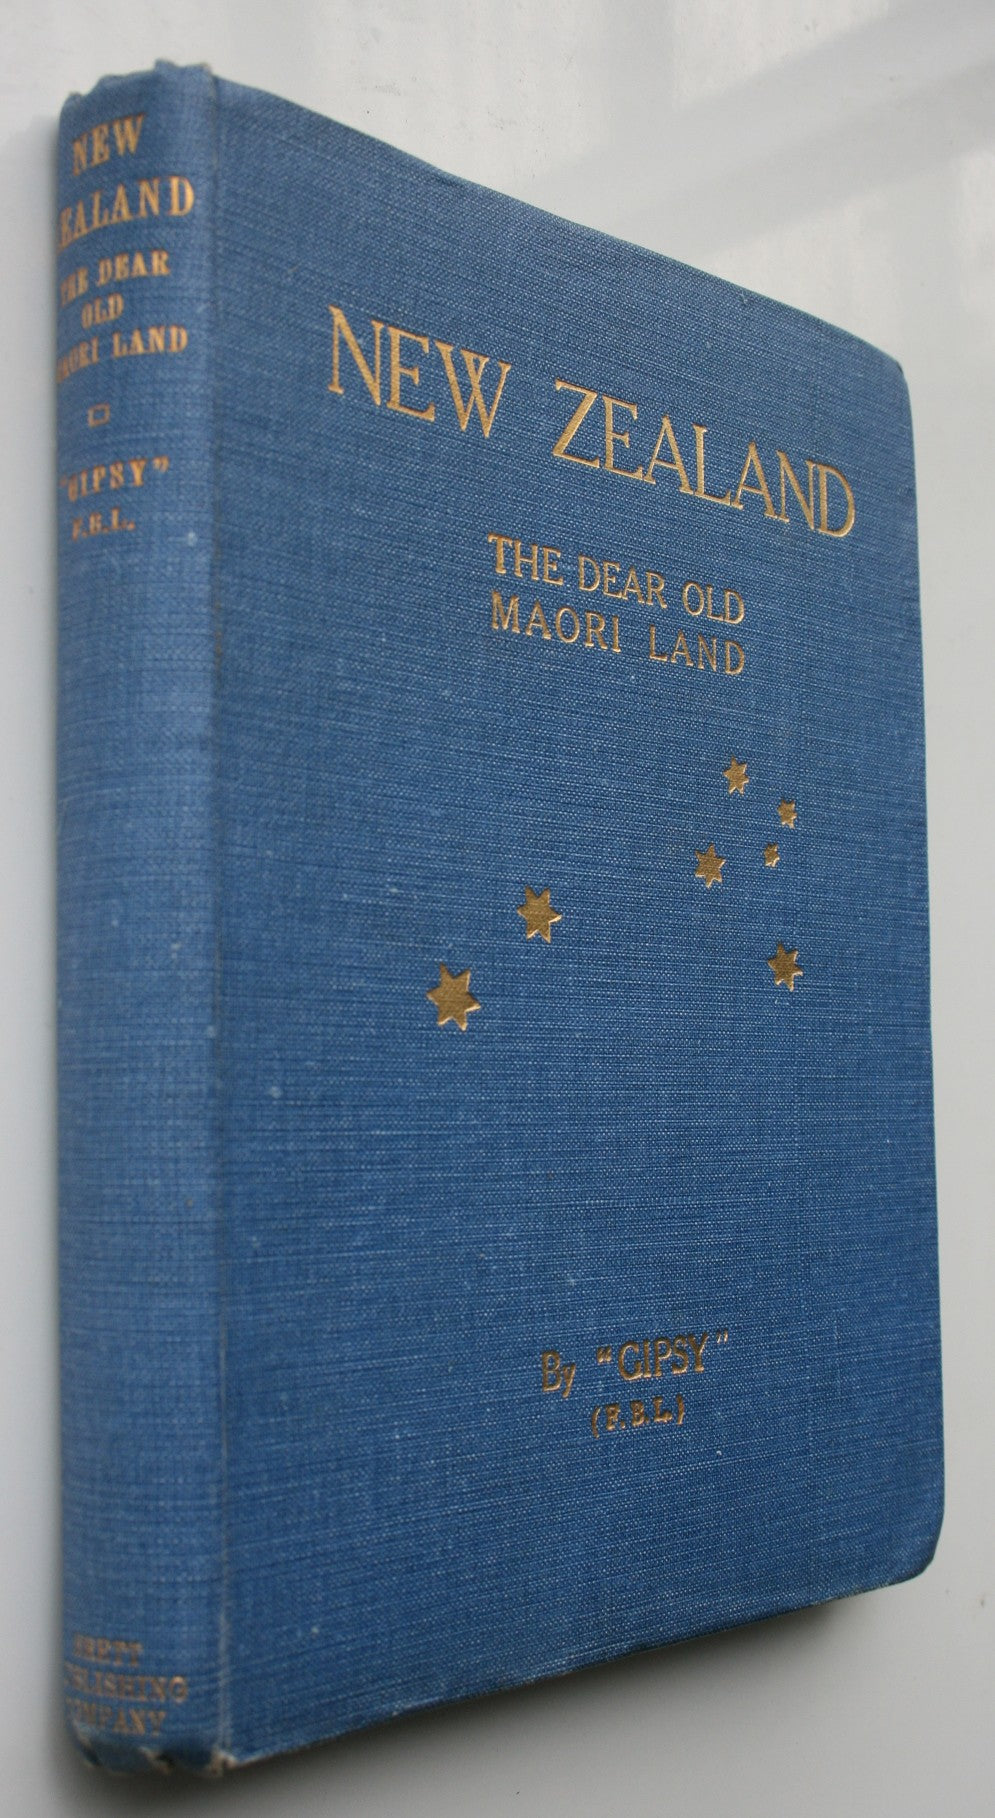 NEW
ZEALAND
THE DEAR
OLD
MAORI LAND
"GIPSY"
F.B.L.
BRETT
PUBLISHING
COMPANY
NEW ZEALAND
THE DEAR OLD
MAORI LAND
By "GIPSY"
(F.B.L.)